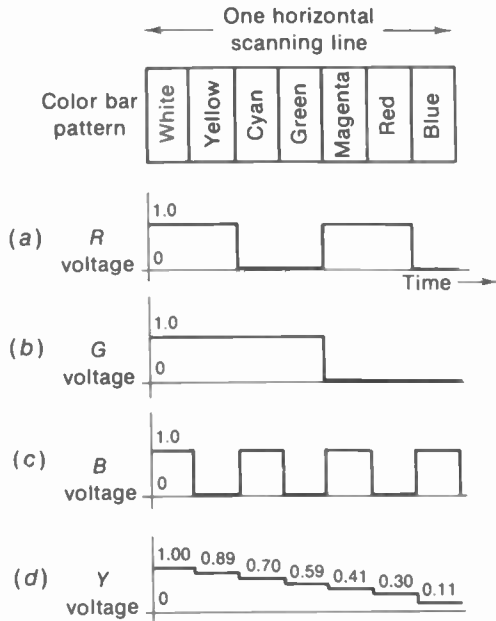 One horizontal
scanning line
Color bar
pattern
White
Yellow
Cyan
Green
Magenta
Red
Blue
(a)
R
voltage
1.0
0
Time
(b)
G
voltage
1.0
0
(c)
B
voltage
1.0
0
(d)
Y
voltage
1.00 0.89 0.70 0.59 0.41 0.30 0.11
0